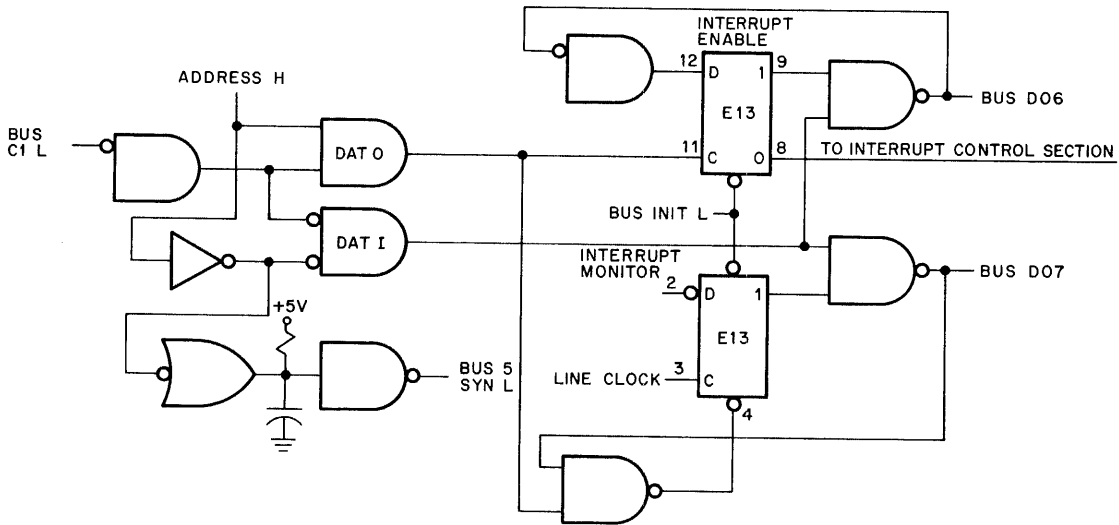 INTERRUPT
ENABLE
ADDRESS H
12 D 1 9
BUS D06
E13
BUS
C1 L
DAT O
11 C O 8
TO INTERRUPT CONTROL SECTION
BUS INIT L
DAT I
INTERRUPT
MONITOR
2 D 1
BUS D07
+5V
E13
BUS 5
SYN L
LINE CLOCK 3 C
4